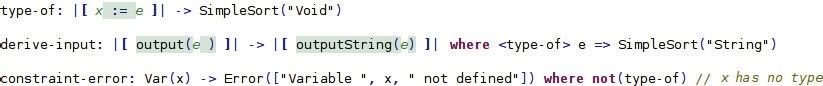 type-of: |[ x := e ]| -> SimpleSort("Void")
derive-input: |[ output(e ) ]| -> |[ outputString(e) ]| where <type-of> e => SimpleSort("String")
constraint-error: Var(x) -> Error(["Variable ", x, " not defined"]) where not(type-of) // x has no type